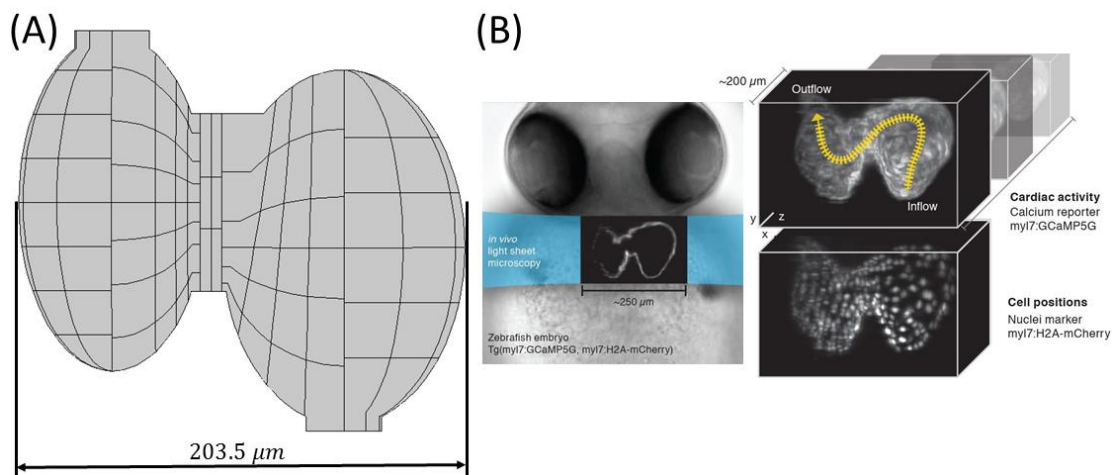 (A)
203.5 μm
(B)
in vivo
light sheet
microscopy
~250 μm
Zebrafish embryo
Tg(myl7:GCaMP5G, myl7:H2A-mCherry)
~200 μm
Outflow
Inflow
y
z
x
Cardiac activity
Calcium reporter
myl7:GCaMP5G
Cell positions
Nuclei marker
myl7:H2A-mCherry